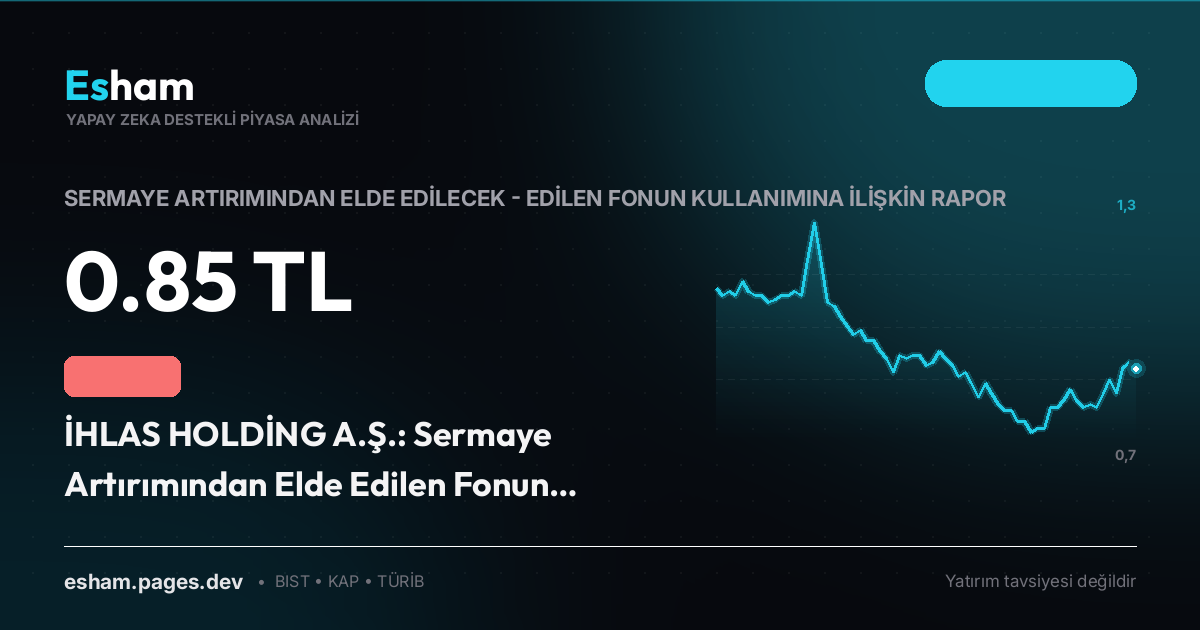 Esham
YAPAY ZEKA DESTEKLİ PİYASA ANALİZİ
SERMAYE ARTIRIMINDAN ELDE EDİLECEK - EDİLEN FONUN KULLANIMINA İLİŞKİN RAPOR
1,3
0.85 TL
İHLAS HOLDİNG A.Ş.: Sermaye
Artırımından Elde Edilen Fonun...
0,7
esham.pages.dev • BIST • KAP • TÜRİB
Yatırım tavsiyesi değildir